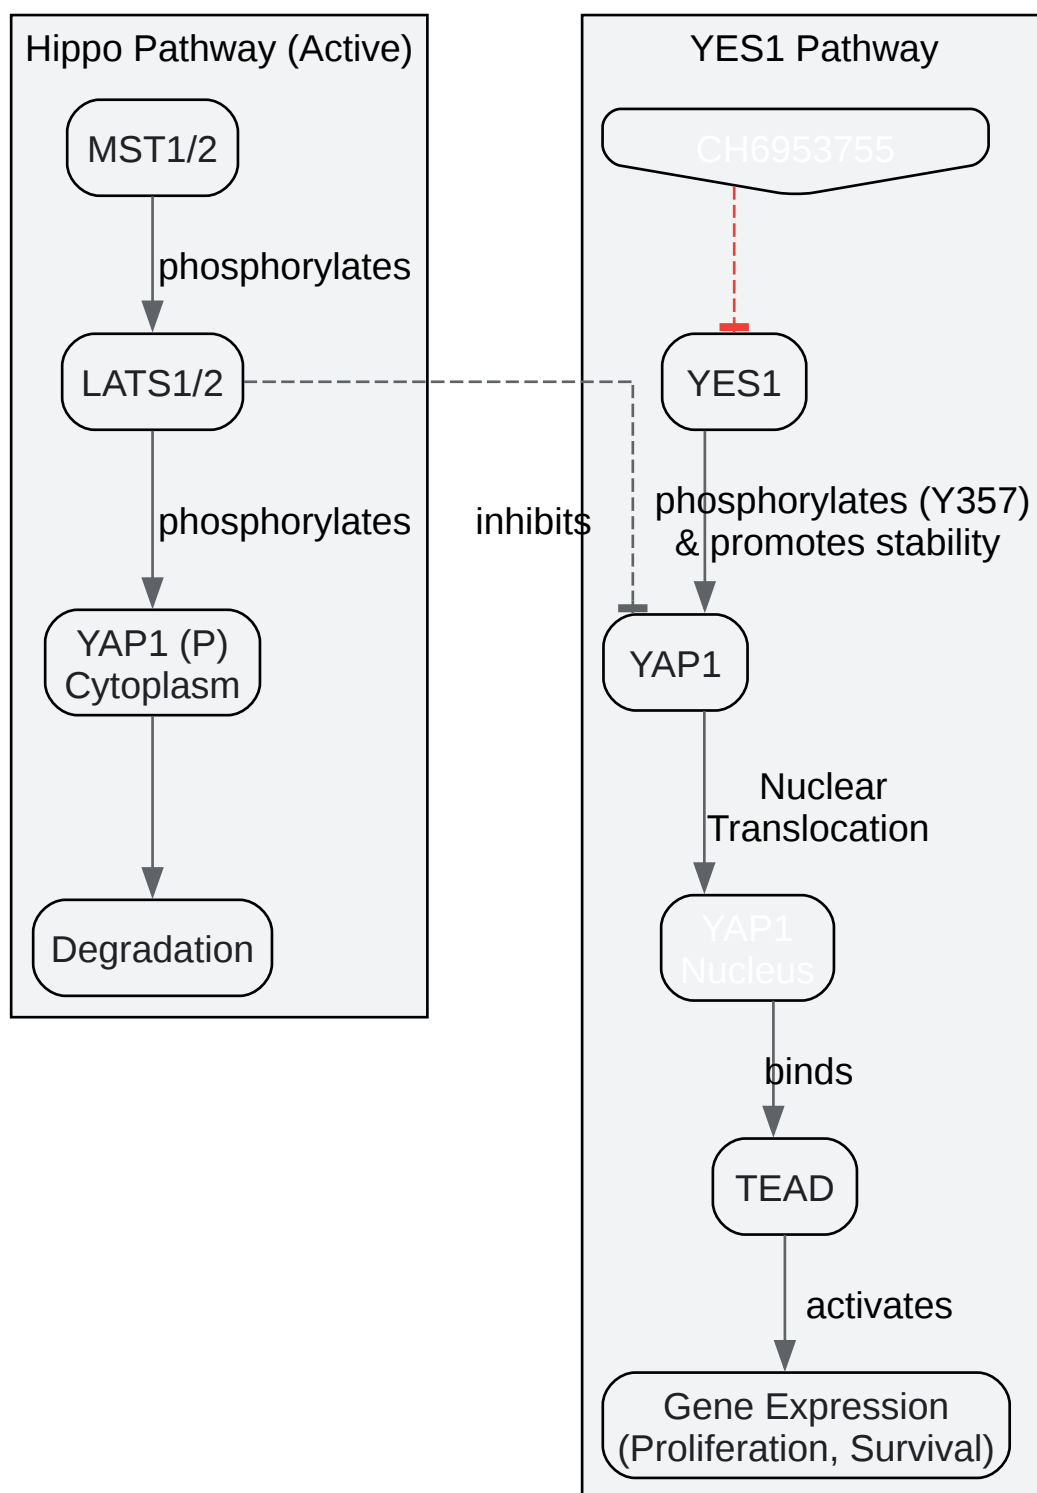 Hippo Pathway (Active)
MST1/2
phosphorylates
LATS1/2
phosphorylates
YAP1 (P)
Cytoplasm
Degradation
inhibits
YES1 Pathway
CH6953755
YES1
phosphorylates (Y357)
& promotes stability
YAP1
Nuclear
Translocation
YAP1
Nucleus
binds
TEAD
activates
Gene Expression
(Proliferation, Survival)